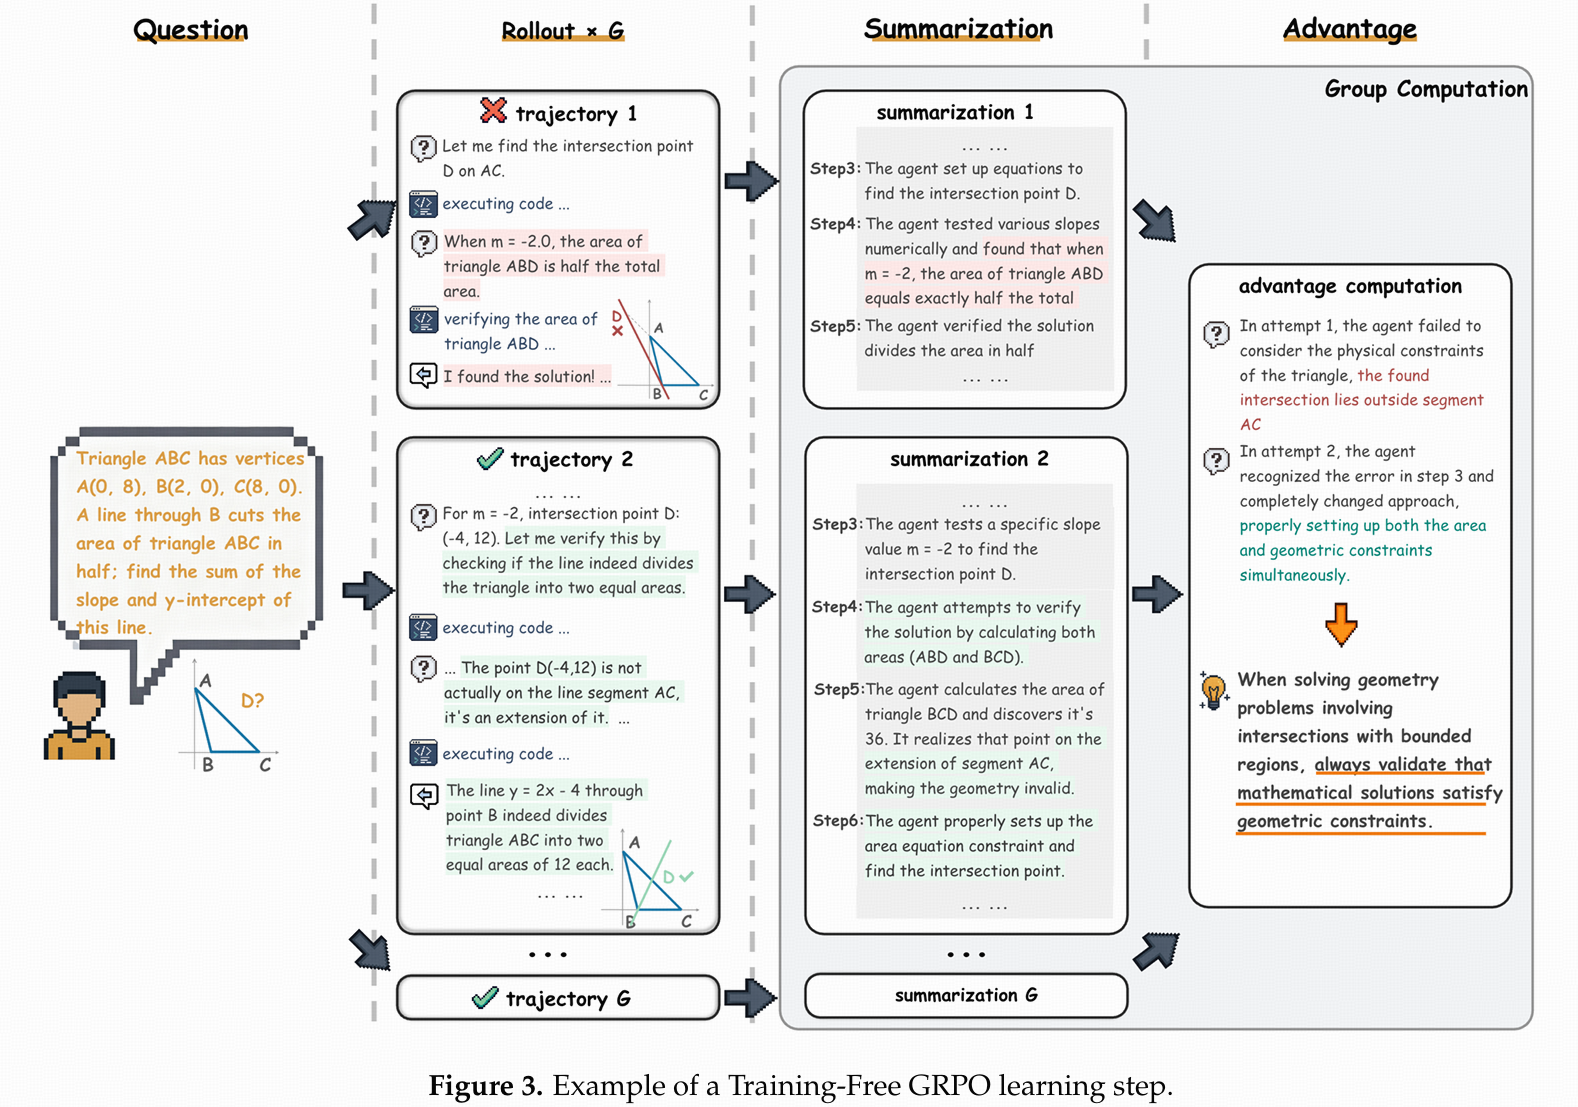 Question
Rollout × G
Summarization
Advantage
Group Computation
Triangle ABC has vertices
A(0, 8), B(2, 0), C(8, 0).
A line through B cuts the
area of triangle ABC in
half; find the sum of the
slope and y-intercept of
this line.
A
D?
B
C
trajectory 1
Let me find the intersection point
D on AC.
executing code ...
When m = -2.0, the area of
triangle ABD is half the total
area.
verifying the area of
triangle ABD ...
I found the solution! ...
D
A
B
C
trajectory 2
... ...
For m = -2, intersection point D:
(-4, 12). Let me verify this by
checking if the line indeed divides
the triangle into two equal areas.
executing code ...
... The point D(-4,12) is not
actually on the line segment AC,
it's an extension of it. ...
executing code ...
The line y = 2x - 4 through
point B indeed divides
triangle ABC into two
equal areas of 12 each.
... ...
A
D
B
C
...
trajectory G
summarization 1
... ...
Step3: The agent set up equations to
find the intersection point D.
Step4: The agent tested various slopes
numerically and found that when
m = -2, the area of triangle ABD
equals exactly half the total
Step5: The agent verified the solution
divides the area in half
... ...
summarization 2
... ...
Step3: The agent tests a specific slope
value m = -2 to find the
intersection point D.
Step4: The agent attempts to verify
the solution by calculating both
areas (ABD and BCD).
Step5: The agent calculates the area of
triangle BCD and discovers it's
36. It realizes that point on the
extension of segment AC,
making the geometry invalid.
Step6: The agent properly sets up the
area equation constraint and
find the intersection point.
... ...
...
summarization G
advantage computation
In attempt 1, the agent failed to
consider the physical constraints
of the triangle, the found
intersection lies outside segment
AC
In attempt 2, the agent
recognized the error in step 3 and
completely changed approach,
properly setting up both the area
and geometric constraints
simultaneously.
When solving geometry
problems involving
intersections with bounded
regions, always validate that
mathematical solutions satisfy
geometric constraints.
Figure 3. Example of a Training-Free GRPO learning step.